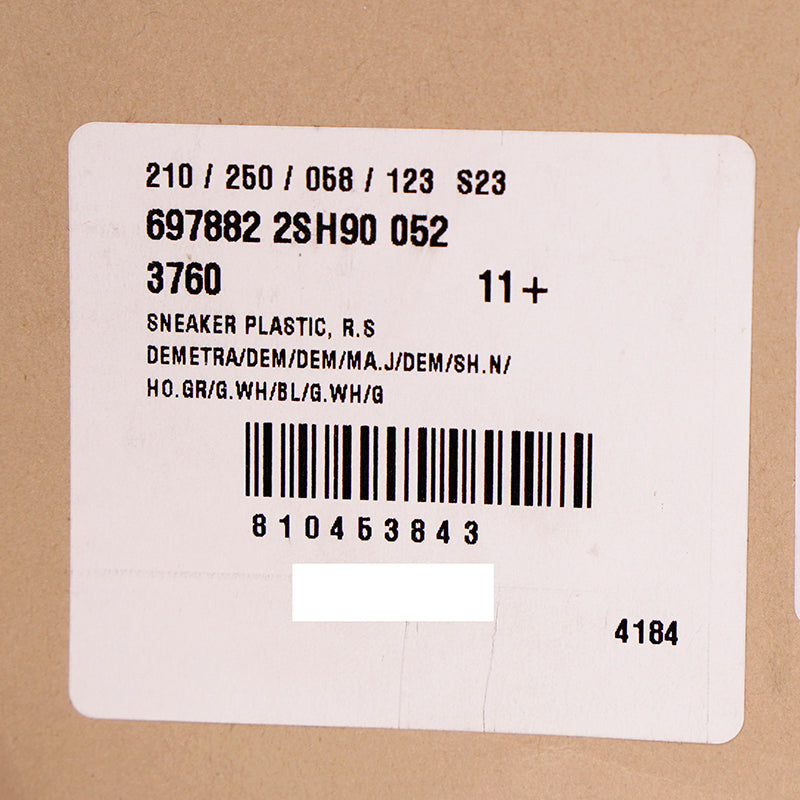 210 / 250 / 058 / 123 S23
697882 2SH90 052
3760 11+
SNEAKER PLASTIC, R.S
DEMETRA/DEM/DEM/MA.J/DEM/SH.N/
HO.GR/G.WH/BL/G.WH/G
810453843
4184